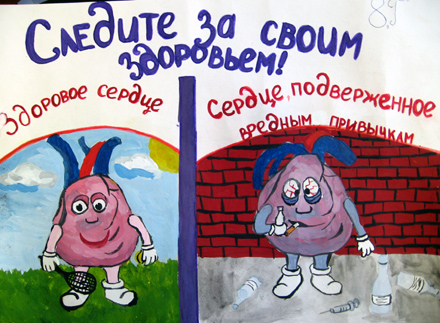 Следите за своим
здоровьем!
Здоровое сердце
Сердце, подверженное
вредным привычкам